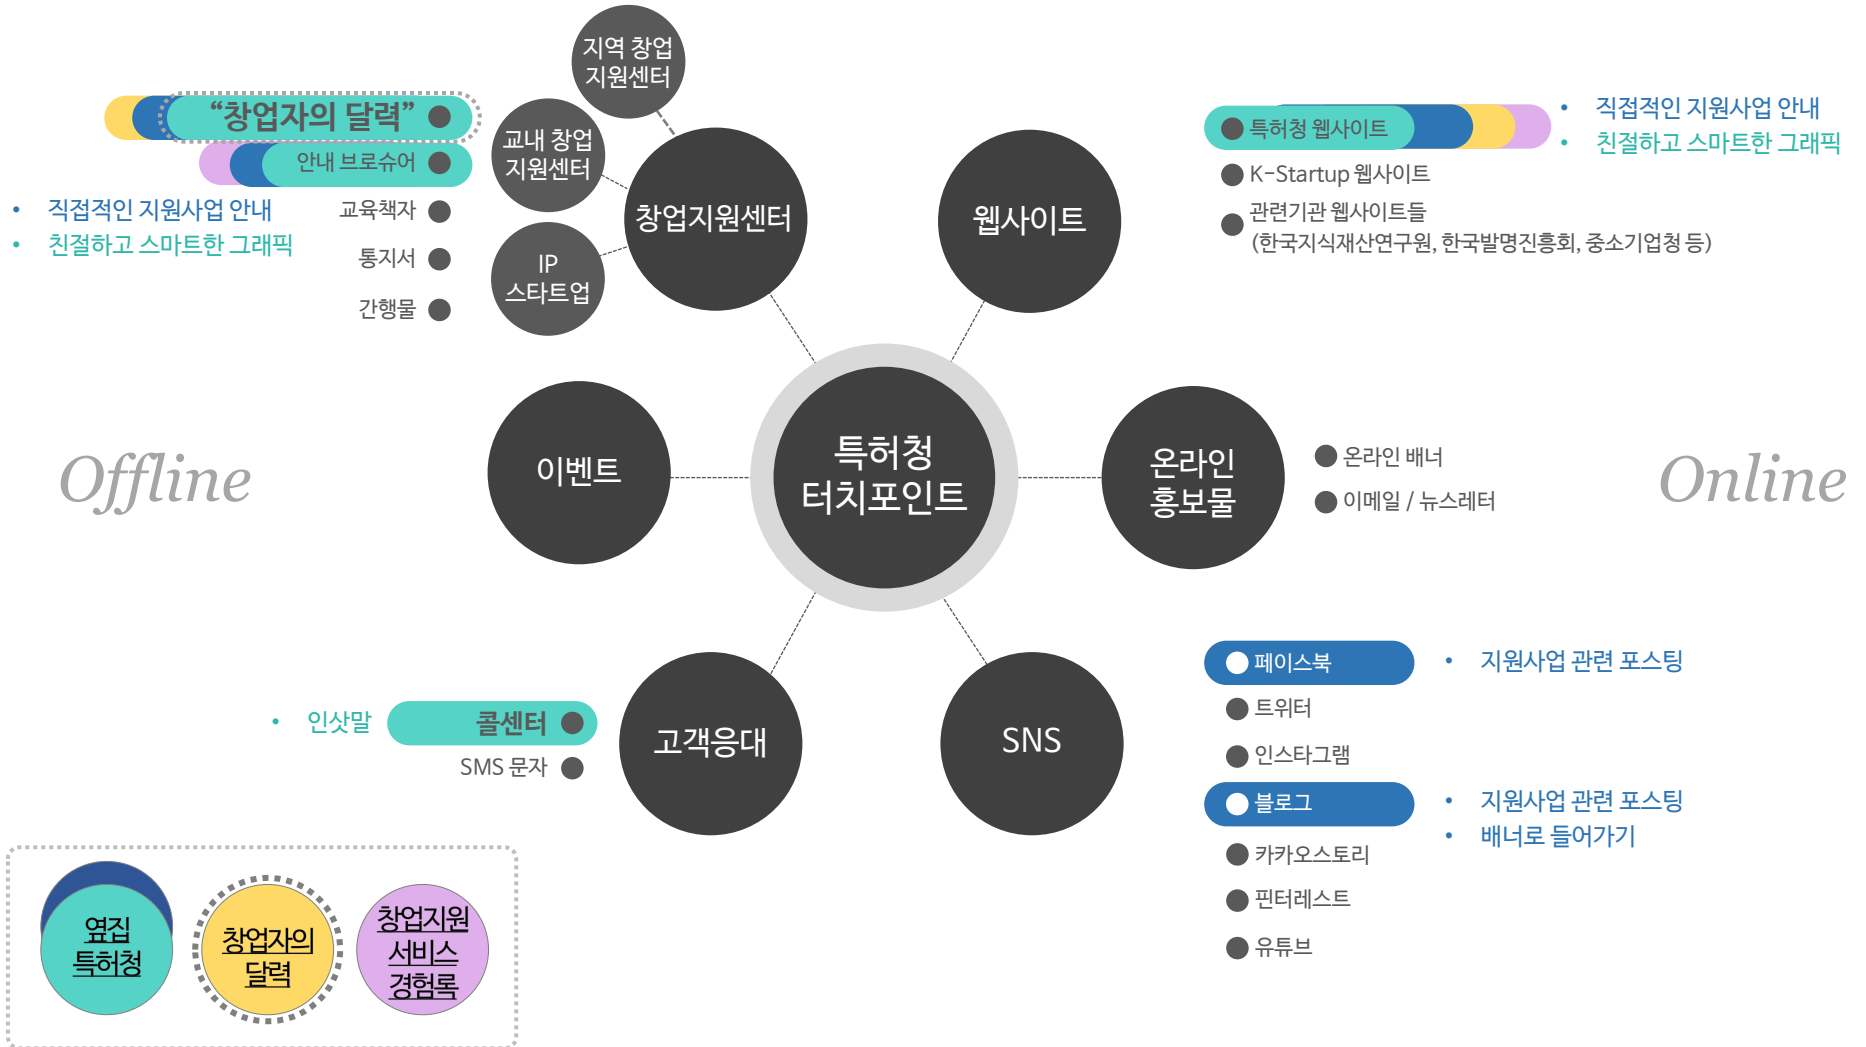 지역 창업
지원센터
교내 창업
지원센터
IP
스타트업
창업지원센터
“창업자의 달력”
안내 브로슈어
교육책자
통지서
간행물
• 직접적인 지원사업 안내
• 친절하고 스마트한 그래픽
웹사이트
특허청 웹사이트
K-Startup 웹사이트
관련기관 웹사이트들
(한국지식재산연구원, 한국발명진흥회, 중소기업청 등)
• 직접적인 지원사업 안내
• 친절하고 스마트한 그래픽
Offline
이벤트
특허청
터치포인트
온라인
홍보물
온라인 배너
이메일 / 뉴스레터
Online
• 인삿말
콜센터
SMS 문자
고객응대
SNS
페이스북
• 지원사업 관련 포스팅
트위터
인스타그램
블로그
• 지원사업 관련 포스팅
• 배너로 들어가기
카카오스토리
핀터레스트
유튜브
옆집
특허청
창업자의
달력
창업지원
서비스
경험록